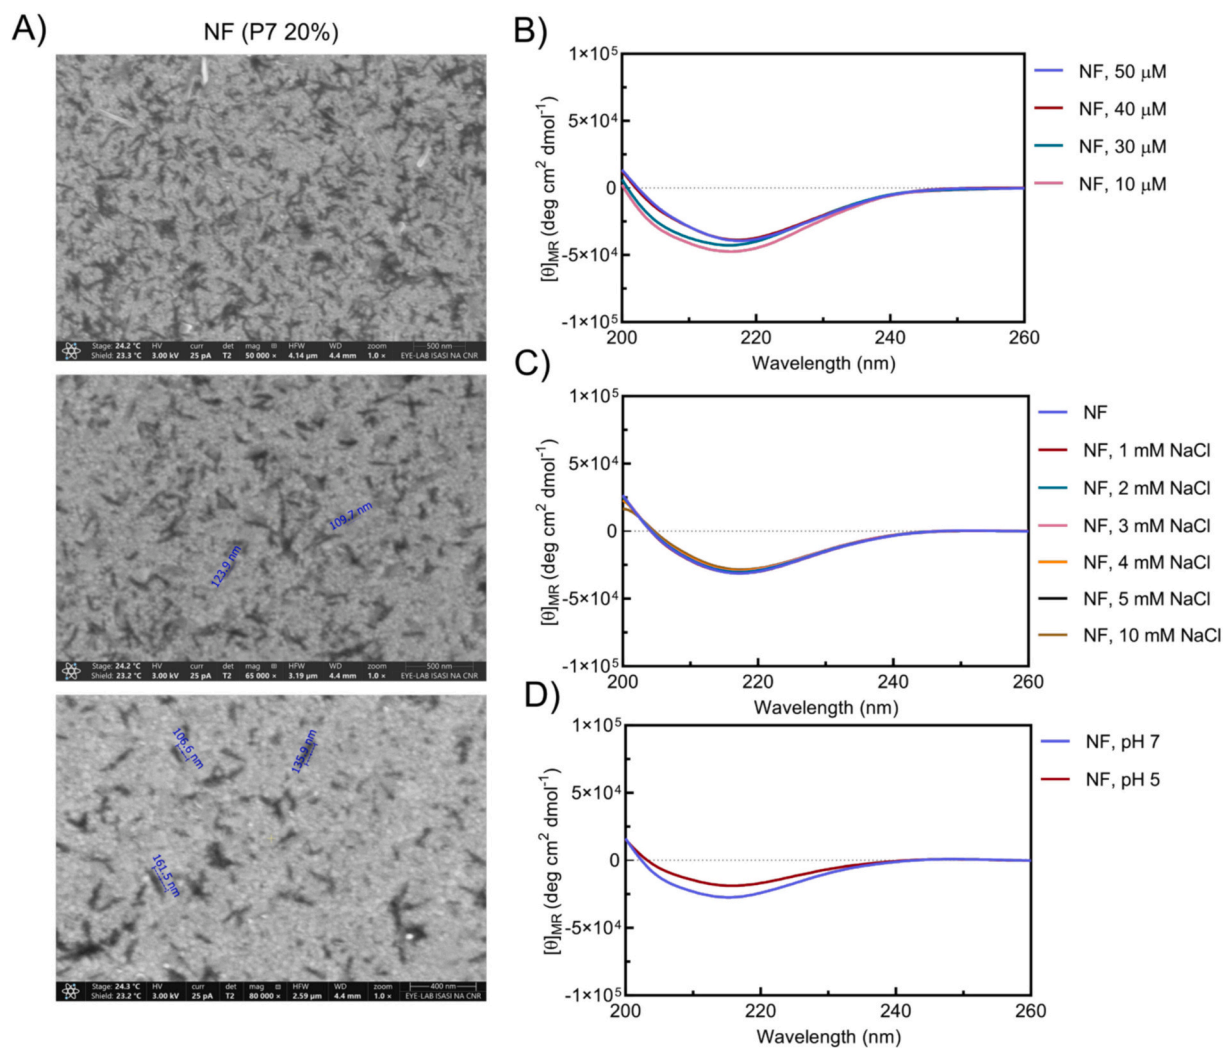 A)
NF (P7 20%)
Stage: 24.2 °C HV curr det mag HFW WD zoom 500 nm
Shield: 23.3 °C 3.00 kV 25 pA T2 50 000 × 4.14 µm 4.4 mm 1.0 × EYE-LAB ISASI NA CNR
109.7 nm
123.9 nm
Stage: 24.2 °C HV curr det mag HFW WD zoom 500 nm
Shield: 23.2 °C 3.00 kV 25 pA T2 65 000 × 3.19 µm 4.4 mm 1.0 × EYE-LAB ISASI NA CNR
106.6 nm
135.9 nm
161.5 nm
Stage: 24.3 °C HV curr det mag HFW WD zoom 400 nm
Shield: 23.2 °C 3.00 kV 25 pA T2 80 000 × 2.59 µm 4.4 mm 1.0 × EYE-LAB ISASI NA CNR
B)
[θ]MR (deg cm² dmol⁻¹)
1×10⁵
5×10⁴
0
-5×10⁴
-1×10⁵
200 220 240 260
Wavelength (nm)
NF, 50 µM
NF, 40 µM
NF, 30 µM
NF, 10 µM
C)
[θ]MR (deg cm² dmol⁻¹)
1×10⁵
5×10⁴
0
-5×10⁴
-1×10⁵
200 220 240 260
Wavelength (nm)
NF
NF, 1 mM NaCl
NF, 2 mM NaCl
NF, 3 mM NaCl
NF, 4 mM NaCl
NF, 5 mM NaCl
NF, 10 mM NaCl
D)
[θ]MR (deg cm² dmol⁻¹)
1×10⁵
5×10⁴
0
-5×10⁴
-1×10⁵
200 220 240 260
Wavelength (nm)
NF, pH 7
NF, pH 5